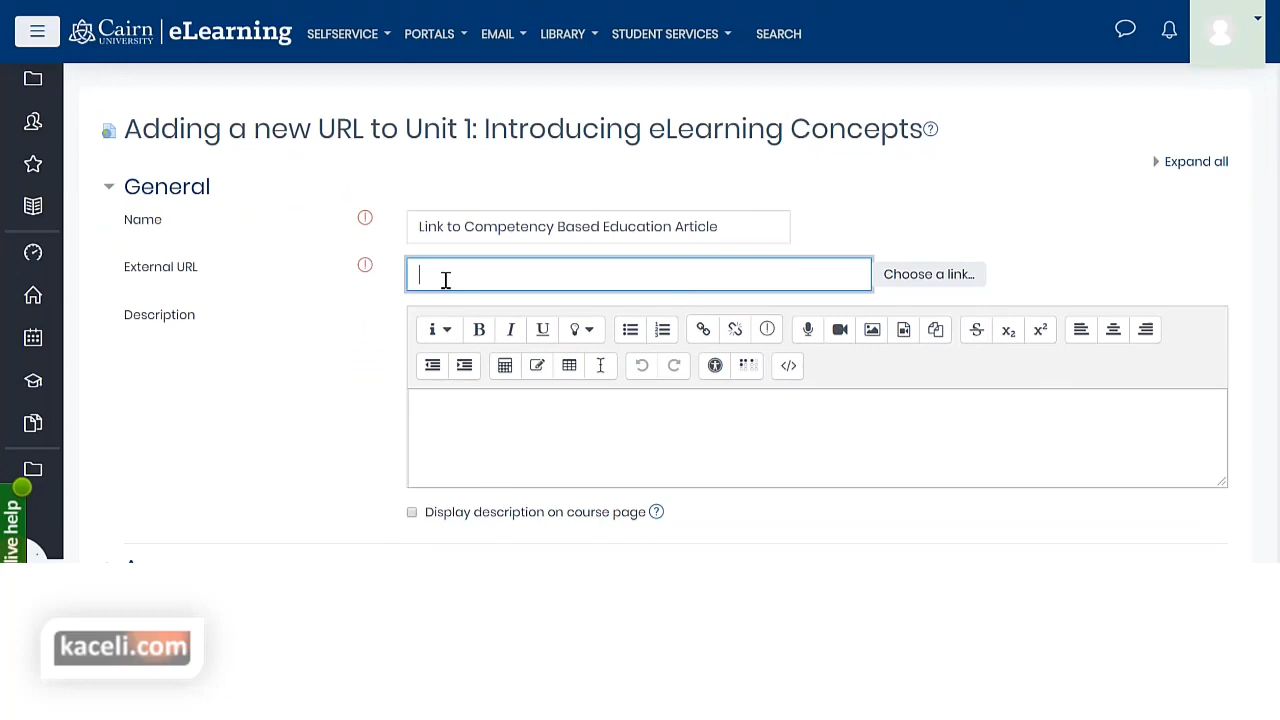 Cairn UNIVERSITY eLearning SELFSERVICE PORTALS EMAIL LIBRARY STUDENT SERVICES SEARCH
Adding a new URL to Unit 1: Introducing eLearning Concepts
Expand all
General
Name
Link to Competency Based Education Article
External URL
Choose a link...
Description
B I U
S x₂ x²
Display description on course page
live help
kaceli.com